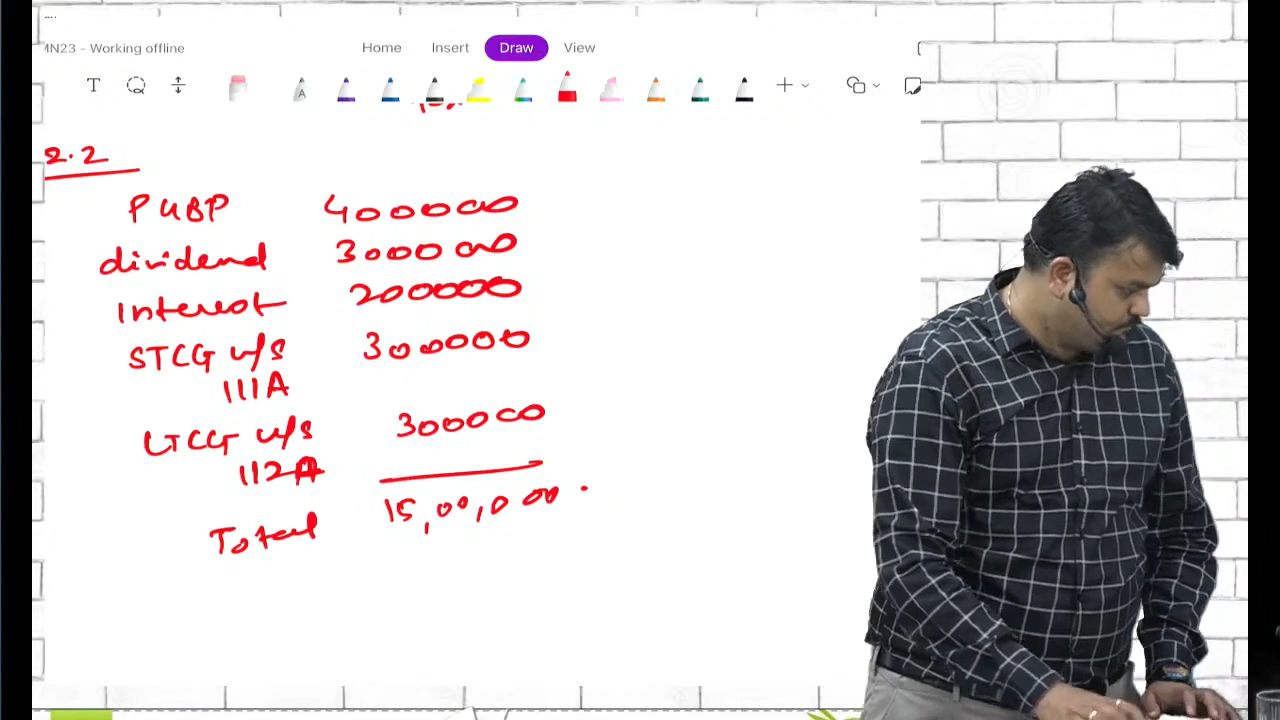 MN23 - Working offline
Home Insert Draw View
T
A
2.2
PUBP 400000
dividend 300000
Interest 200000
STCG u/s 300000
111A
LTCG u/s 300000
112A
Total 15,00,000